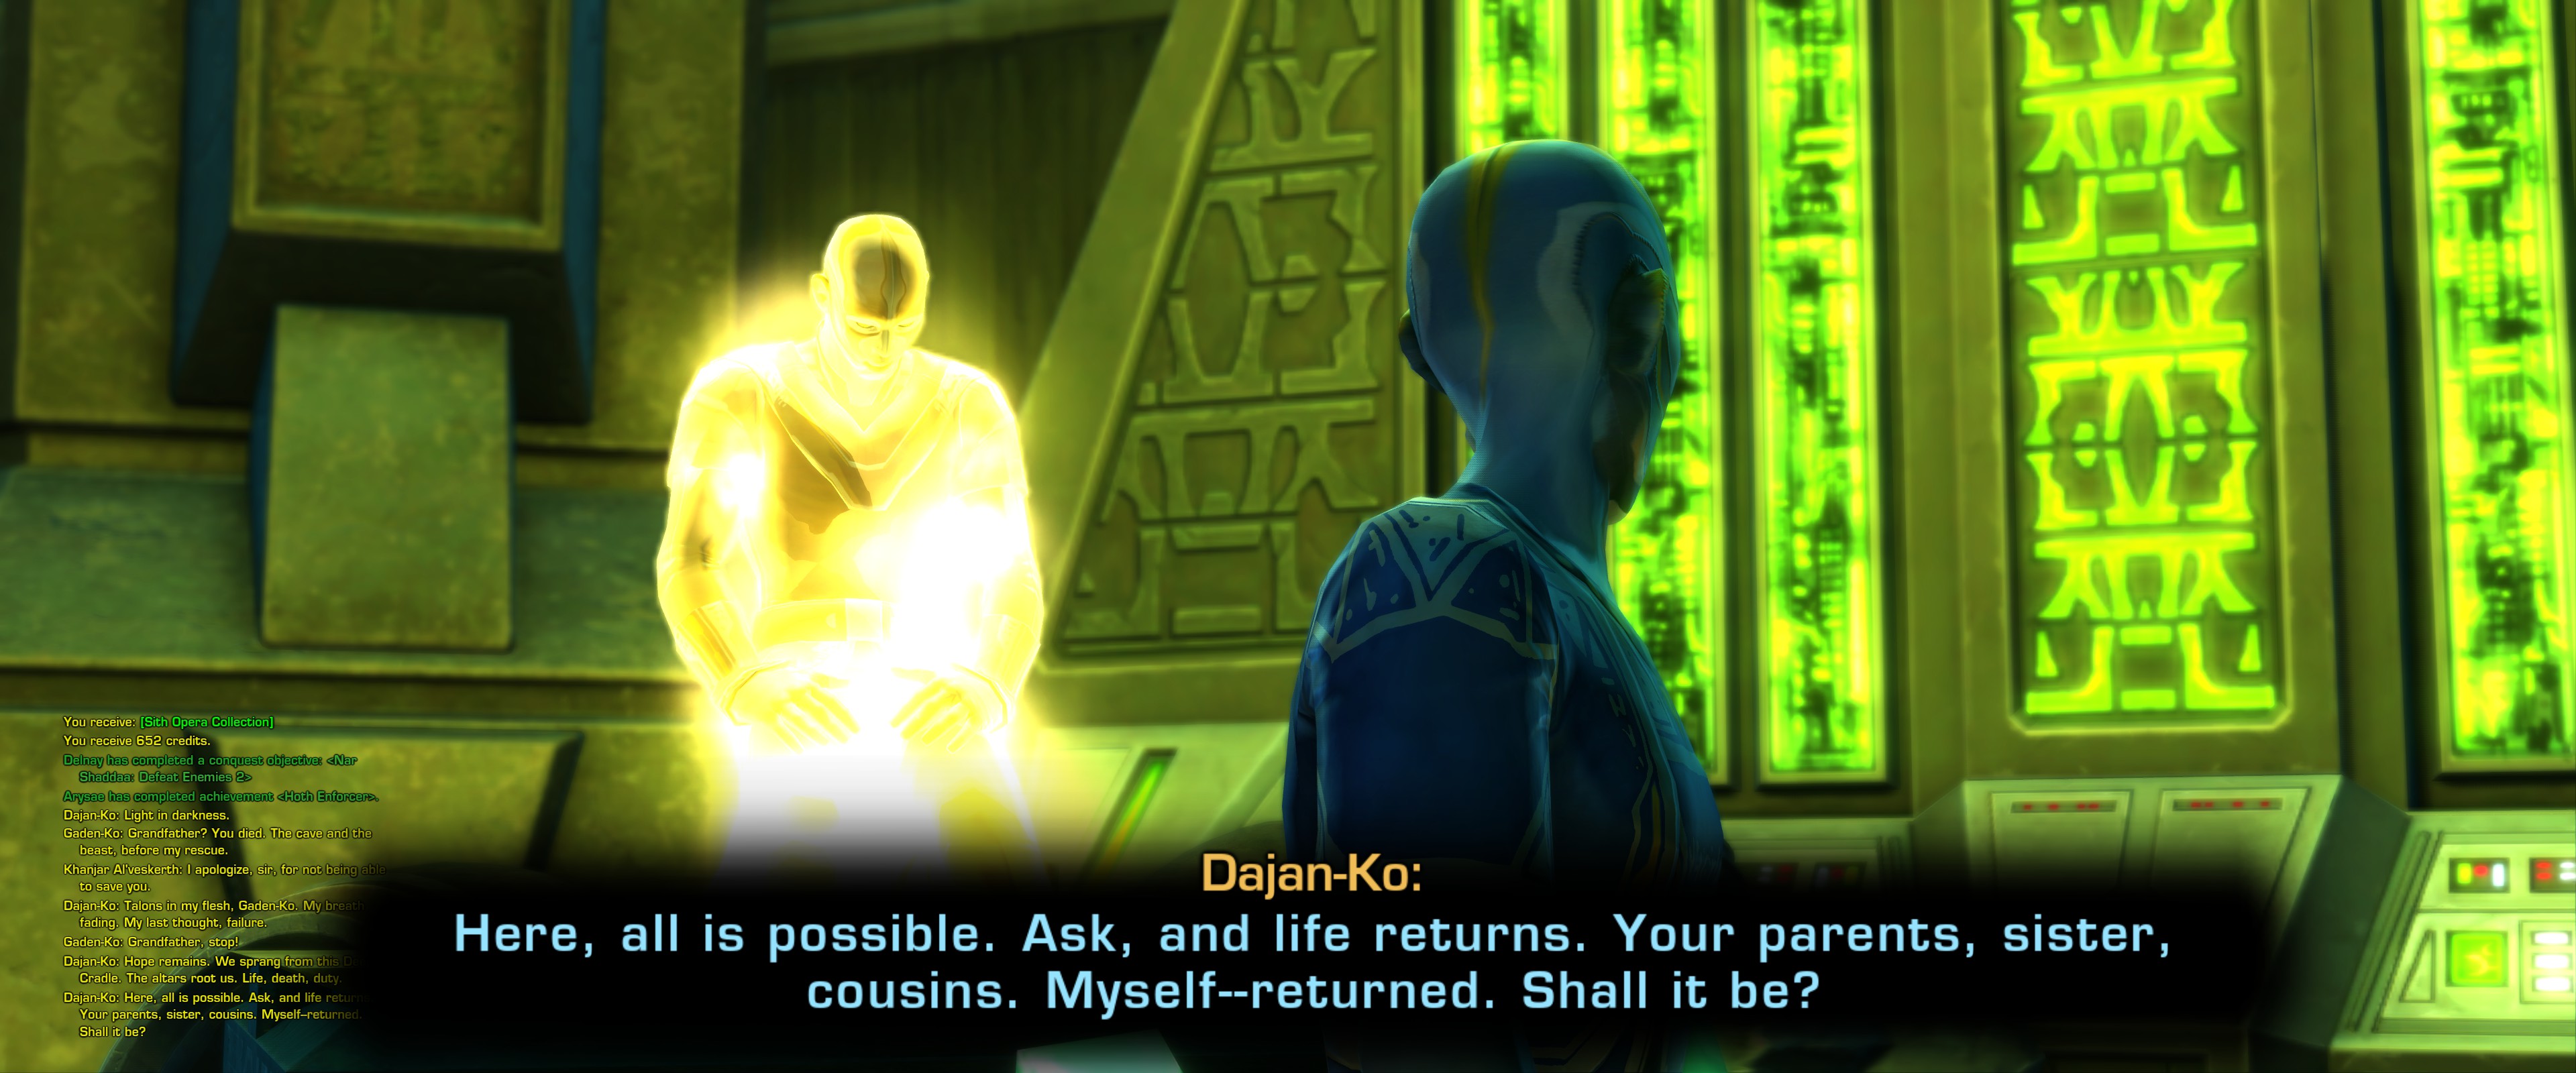 You receive: [Sith Opera Collection]
You receive 652 credits.
Delnay has completed a conquest objective: <Nar
Shaddaa: Defeat Enemies 2>
Arysae has completed achievement <Hoth Enforcer>.
Dajan-Ko: Light in darkness.
Gaden-Ko: Grandfather? You died. The cave and the
beast, before my rescue.
Khanjar Al'veskerth: I apologize, sir, for not being able
to save you.
Dajan-Ko: Talons in my flesh, Gaden-Ko. My breath
fading. My last thought, failure.
Gaden-Ko: Grandfather, stop!
Dajan-Ko: Hope remains. We sprang from this
Cradle. The altars root us. Life, death, duty.
Dajan-Ko: Here, all is possible. Ask, and life returns.
Your parents, sister, cousins. Myself--returned.
Shall it be?
Dajan-Ko:
Here, all is possible. Ask, and life returns. Your parents, sister,
cousins. Myself--returned. Shall it be?